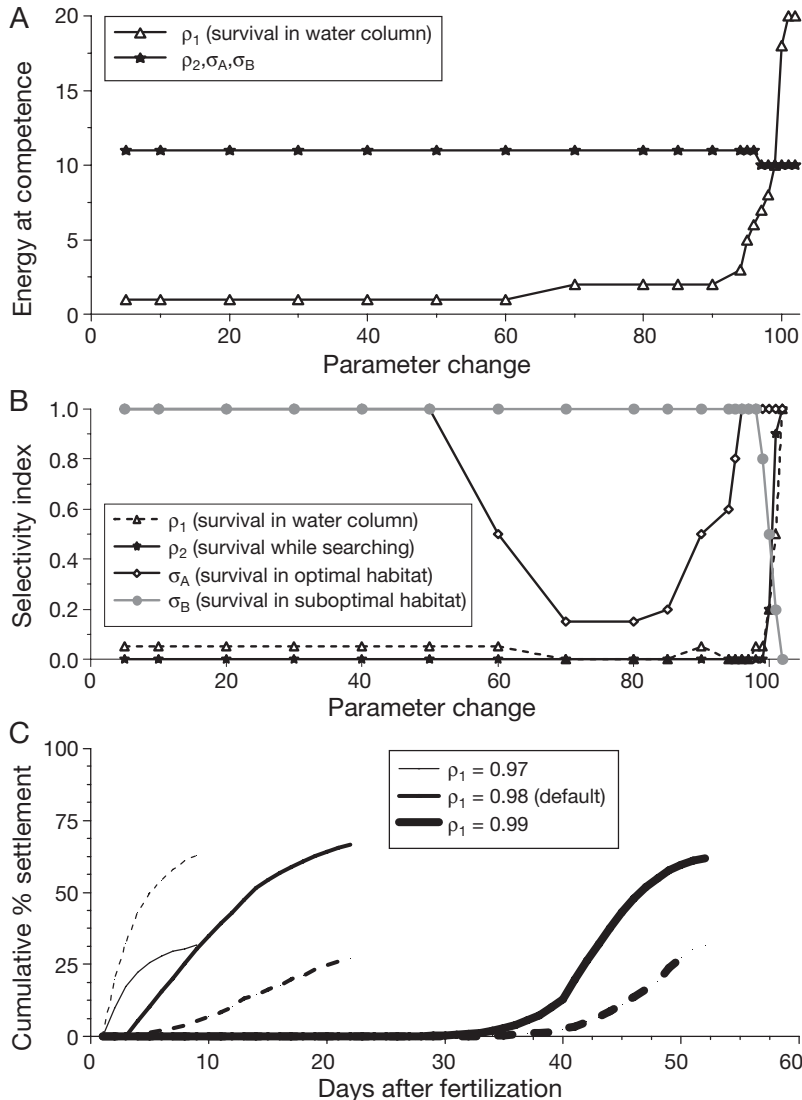 A
ρ1 (survival in water column)
ρ2,σA,σB
20
15
10
5
0
Energy at competence
0 20 40 60 80 100
Parameter change
B
1.0
0.8
0.6
0.4
0.2
0.0
Selectivity index
ρ1 (survival in water column)
ρ2 (survival while searching)
σA (survival in optimal habitat)
σB (survival in suboptimal habitat)
0 20 40 60 80 100
Parameter change
C
100
75
50
25
0
Cumulative % settlement
ρ1 = 0.97
ρ1 = 0.98 (default)
ρ1 = 0.99
0 10 20 30 40 50 60
Days after fertilization